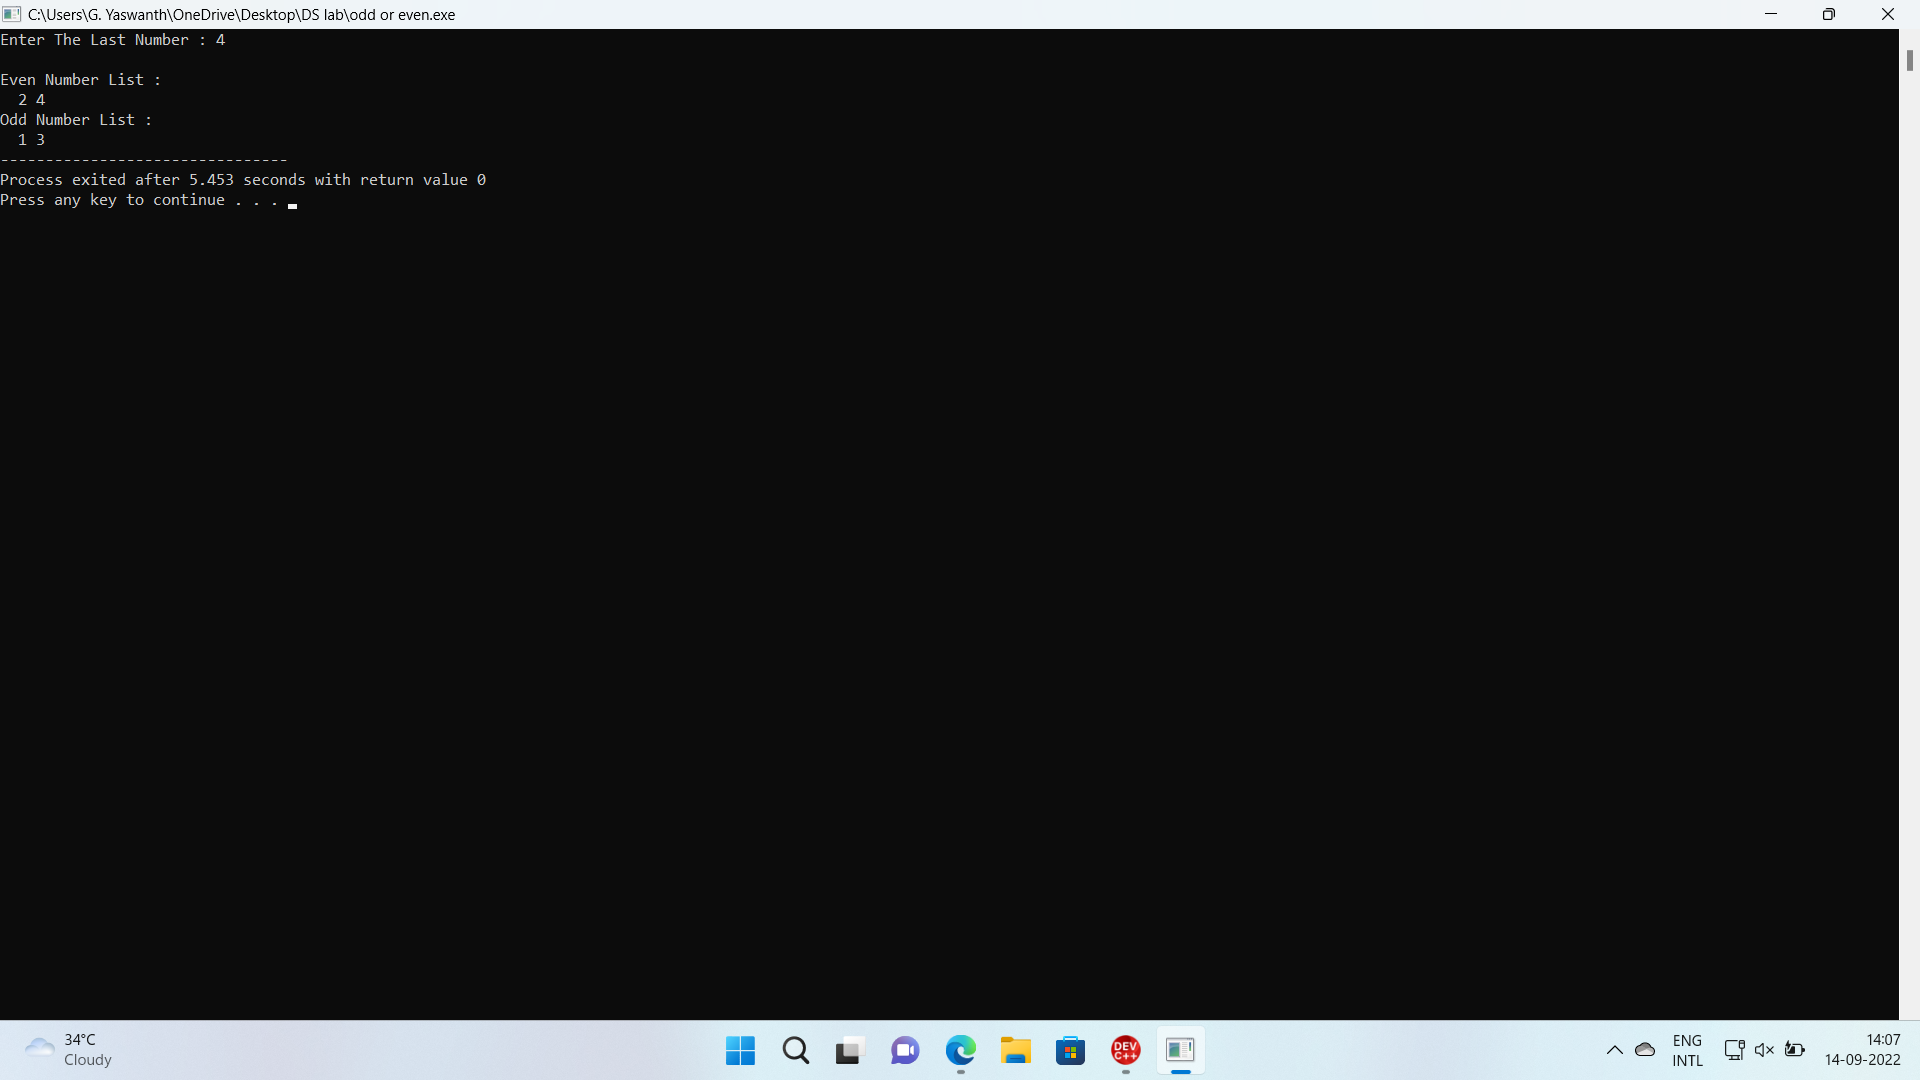 C:\Users\G. Yaswanth\OneDrive\Desktop\DS lab\odd or even.exe
Enter The Last Number : 4
Even Number List :
2 4
Odd Number List :
1 3
--------------------------------
Process exited after 5.453 seconds with return value 0
Press any key to continue . . .
34°C
Cloudy
DEV
C++
ENG
INTL
14:07
14-09-2022